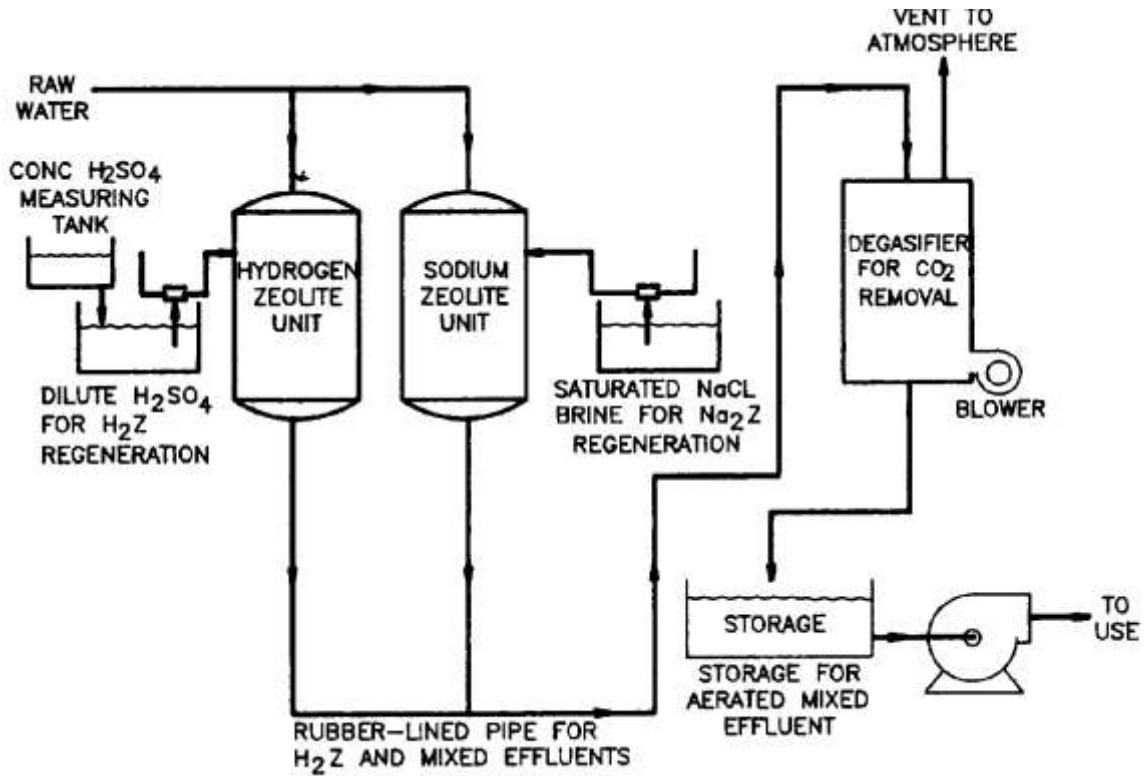 VENT TO
ATMOSPHERE
RAW
WATER
CONC H₂SO₄
MEASURING
TANK
HYDROGEN
ZEOLITE
UNIT
SODIUM
ZEOLITE
UNIT
DEGASIFIER
FOR CO₂
REMOVAL
DILUTE H₂SO₄
FOR H₂Z
REGENERATION
SATURATED NaCL
BRINE FOR Na₂Z
REGENERATION
BLOWER
STORAGE
TO
USE
STORAGE FOR
AERATED MIXED
EFFLUENT
RUBBER-LINED PIPE FOR
H₂Z AND MIXED EFFLUENTS